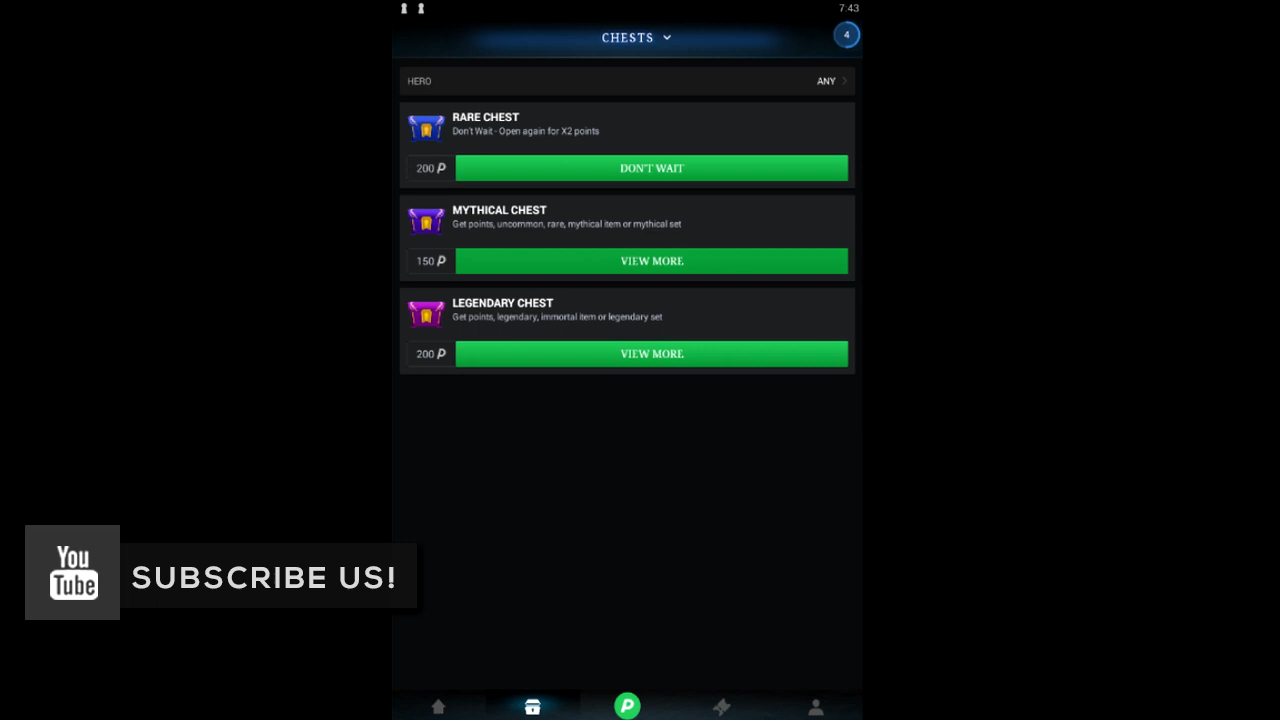 7:43
CHESTS
4
HERO
ANY
RARE CHEST
Don't Wait - Open again for X2 points
200 P
DON'T WAIT
MYTHICAL CHEST
Get points, uncommon, rare, mythical item or mythical set
150 P
VIEW MORE
LEGENDARY CHEST
Get points, legendary, immortal item or legendary set
200 P
VIEW MORE
You
Tube
SUBSCRIBE US!
P